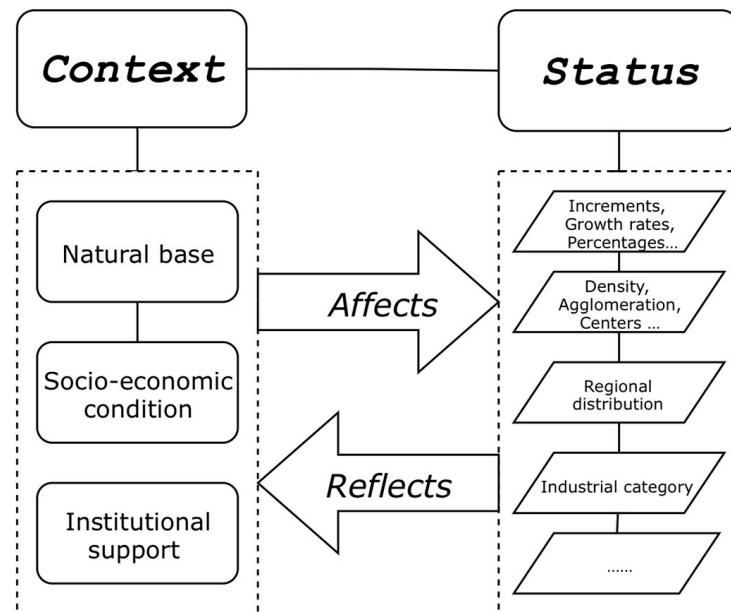 Context
Status
Natural base
Socio-economic
condition
Institutional
support
Affects
Reflects
Increments,
Growth rates,
Percentages...
Density,
Agglomeration,
Centers ...
Regional
distribution
Industrial category
......